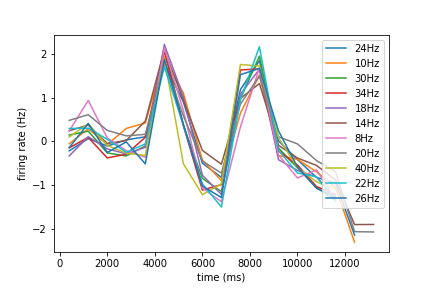 2
1
0
−1
−2
firing rate (Hz)
0
2000
4000
6000
8000
10000
12000
time (ms)
24Hz
10Hz
30Hz
34Hz
18Hz
14Hz
8Hz
20Hz
40Hz
22Hz
26Hz